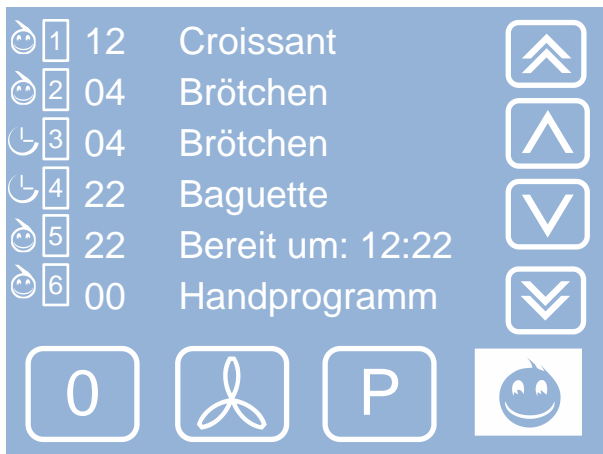 1 12 Croissant
2 04 Brötchen
3 04 Brötchen
4 22 Baguette
5 22 Bereit um: 12:22
6 00 Handprogramm
0 P